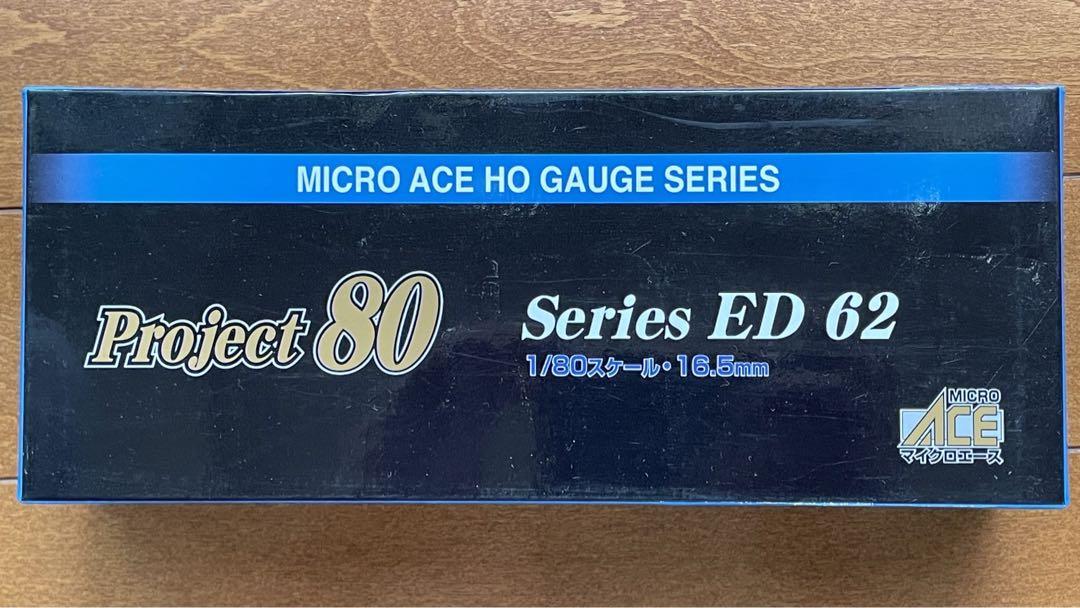 MICRO ACE HO GAUGE SERIES
Project 80
Series ED 62
1/80スケール・16.5mm
MICRO
ACE
マイクロエース